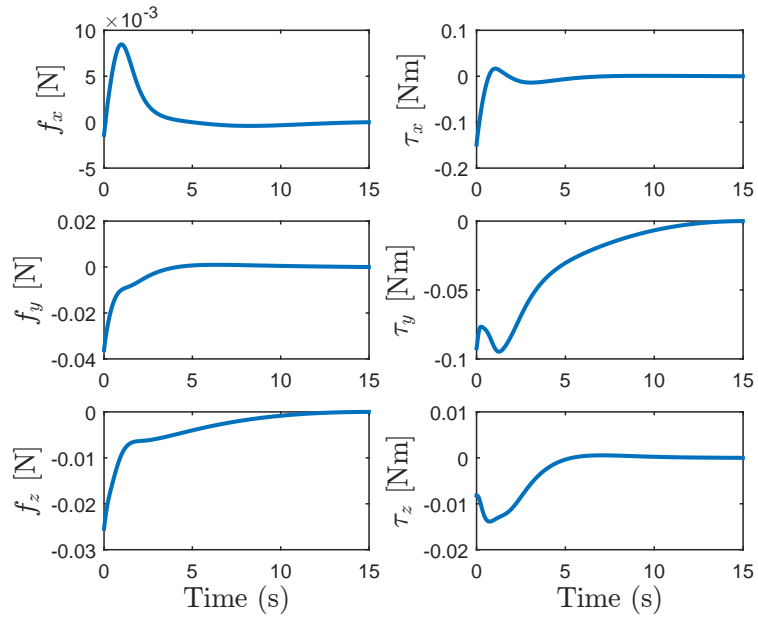 ×10⁻³
10
5
0
-5
f_x [N]
0 5 10 15
0.1
0
-0.1
-0.2
τ_x [Nm]
0 5 10 15
0.02
0
-0.02
-0.04
f_y [N]
0 5 10 15
0
-0.05
-0.1
τ_y [Nm]
0 5 10 15
0
-0.01
-0.02
-0.03
f_z [N]
0 5 10 15
Time (s)
0.01
0
-0.01
-0.02
τ_z [Nm]
0 5 10 15
Time (s)